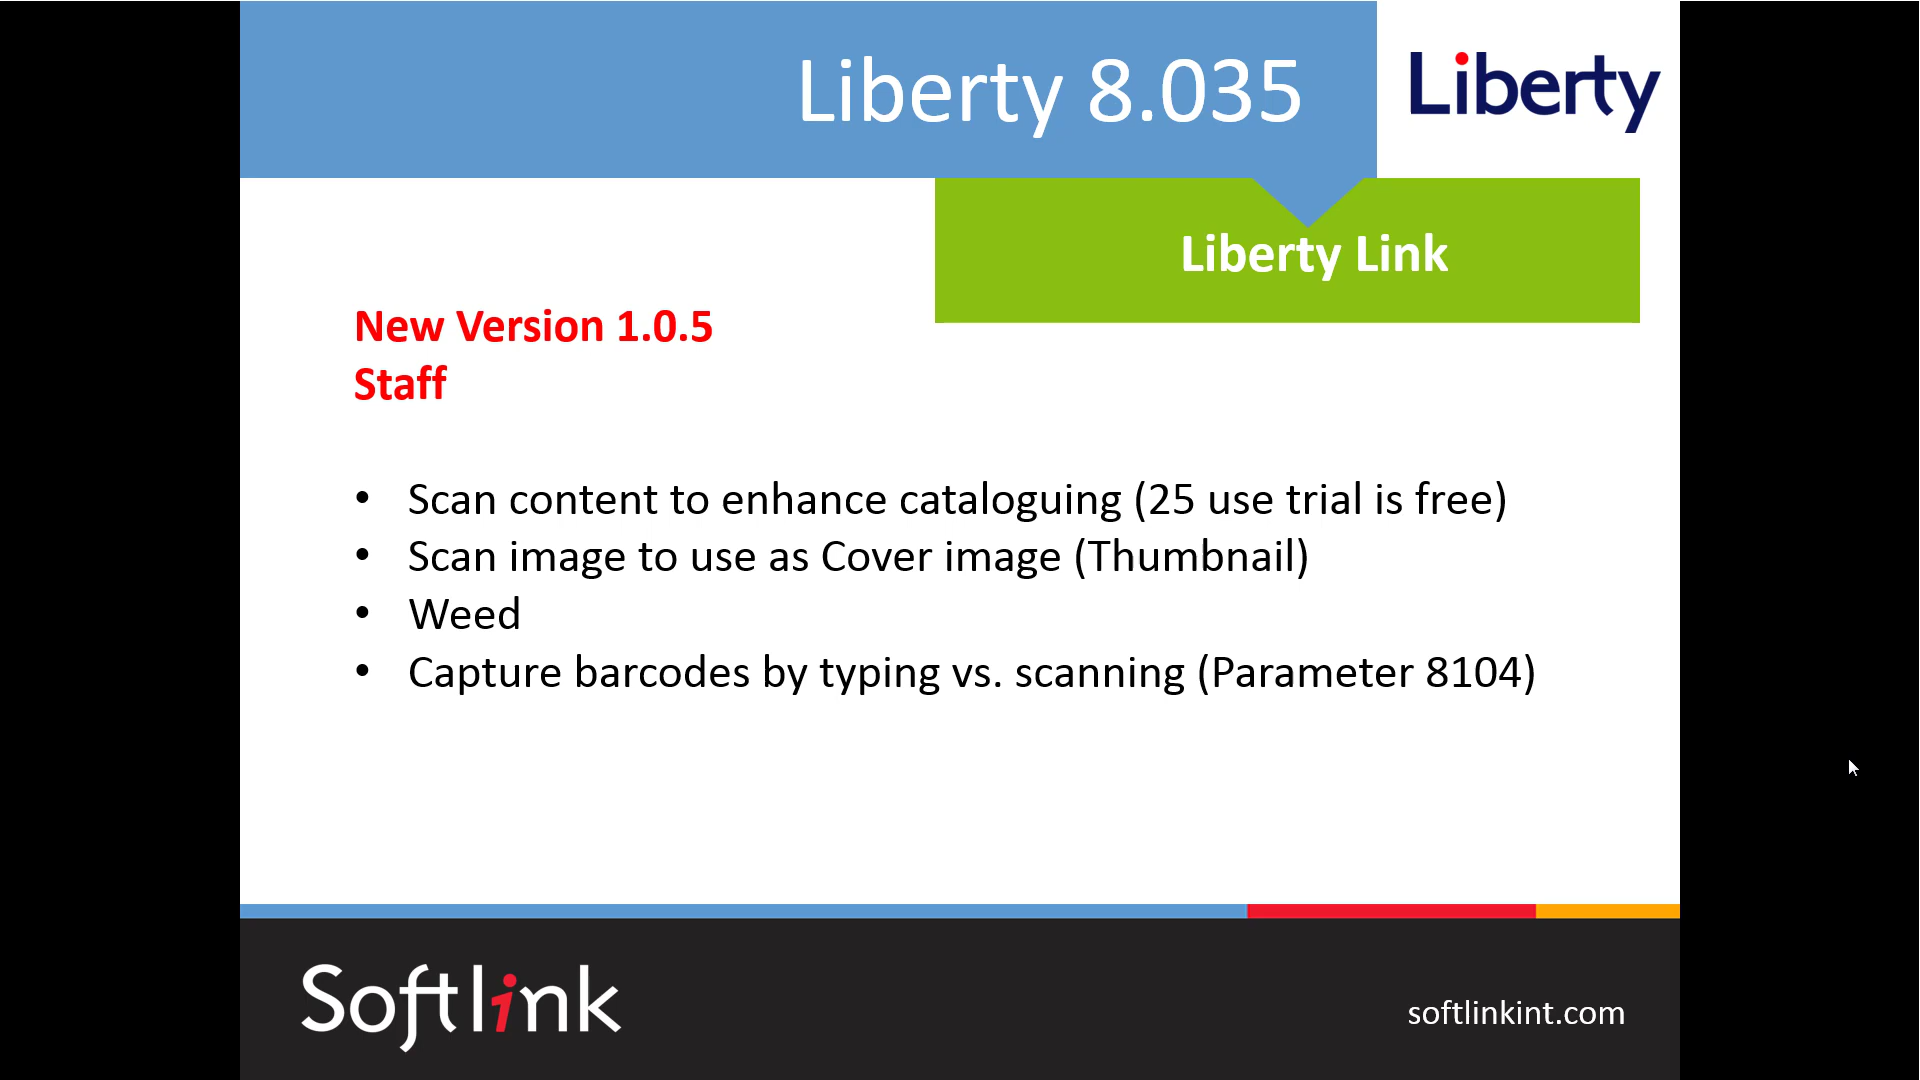 Liberty 8.035
Liberty
Liberty Link
New Version 1.0.5
Staff
• Scan content to enhance cataloguing (25 use trial is free)
• Scan image to use as Cover image (Thumbnail)
• Weed
• Capture barcodes by typing vs. scanning (Parameter 8104)
Softlink
softlinkint.com